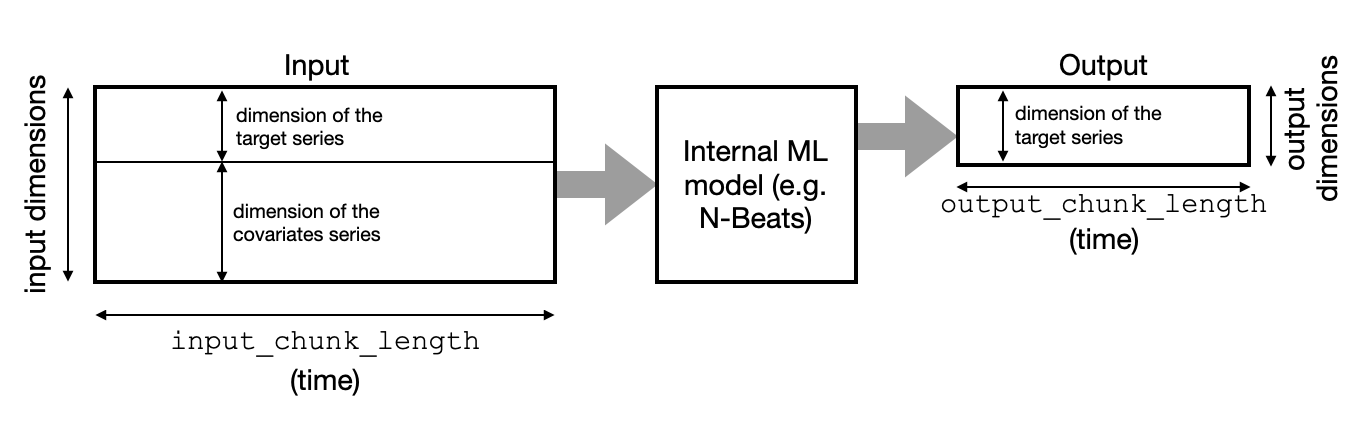 Input
input dimensions
dimension of the
target series
dimension of the
covariates series
input_chunk_length
(time)
Internal ML
model (e.g.
N-Beats)
Output
dimension of the
target series
output
dimensions
output_chunk_length
(time)